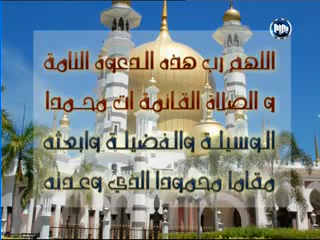 اللهم رب هذه الدعوة التامة
و الصلاة القائمة ات محمدا
الوسيلة والفضيلة وابعثه
مقاما محمودا الذي وعدته